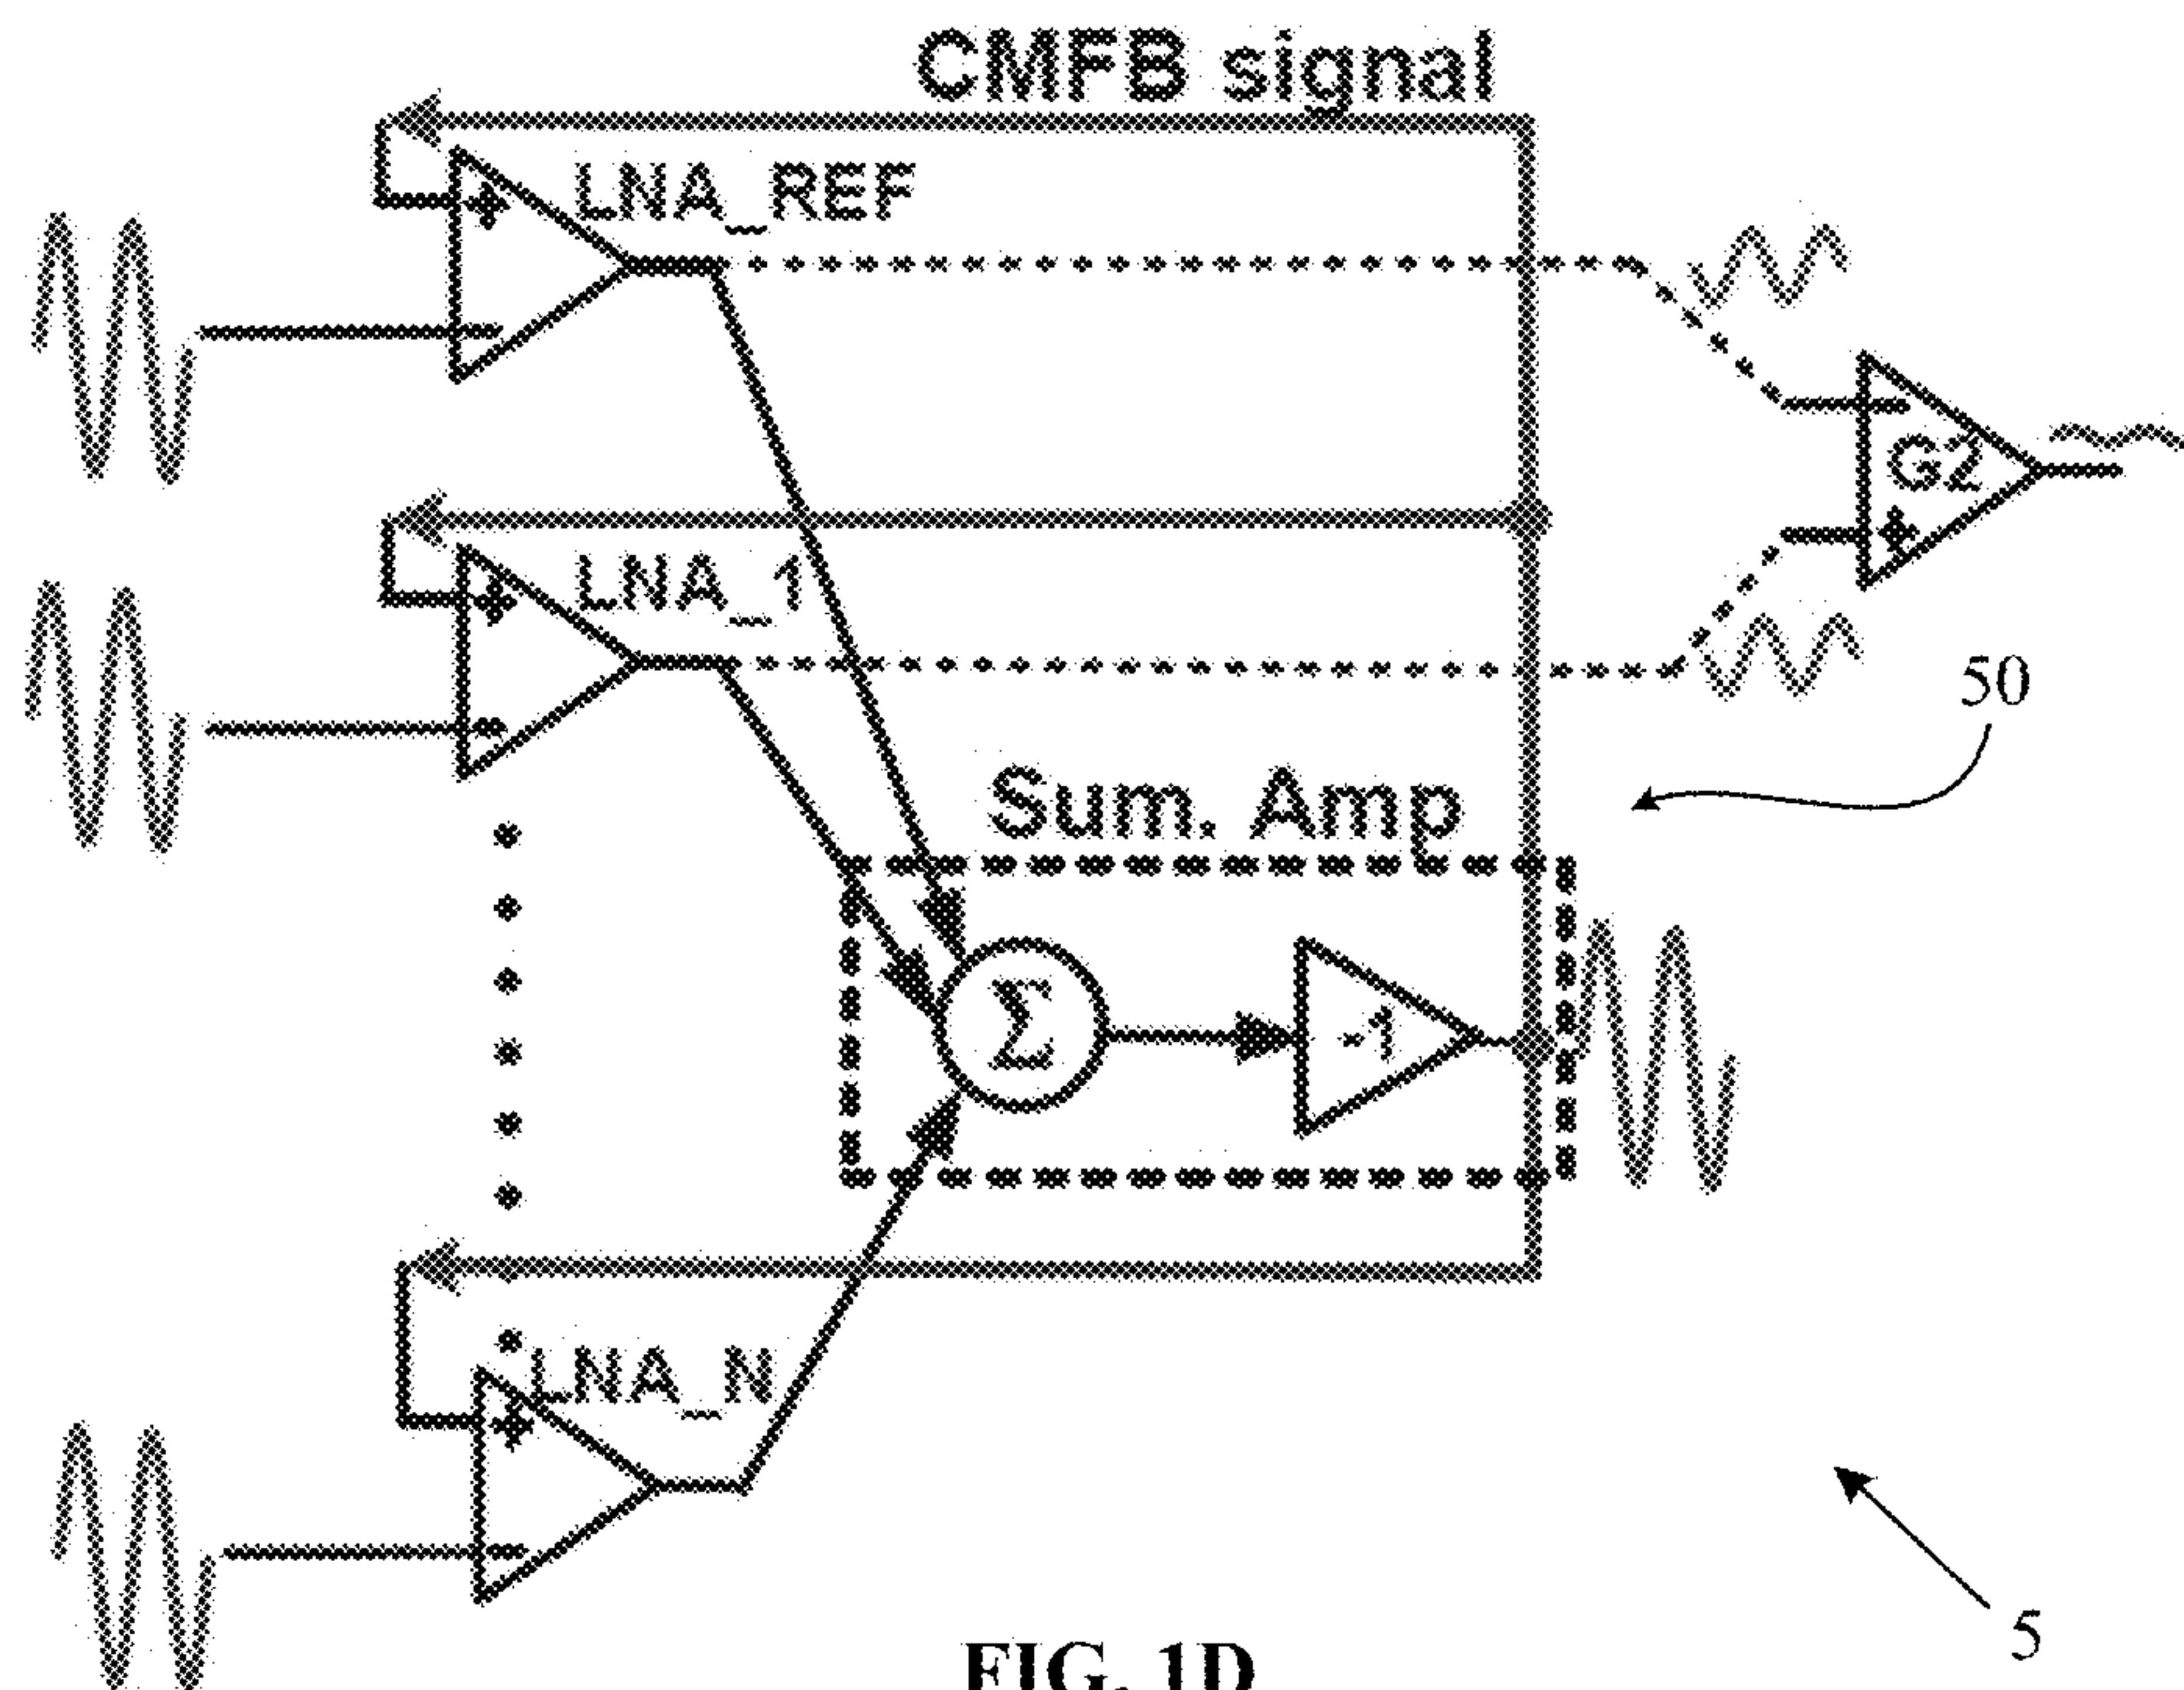 CMFB signal
+
LNA_REF
-
G2
+
LNA_1
+
-
50
Sum. Amp
Σ
-1
LNA_N
+
-
5
FIG. 1D